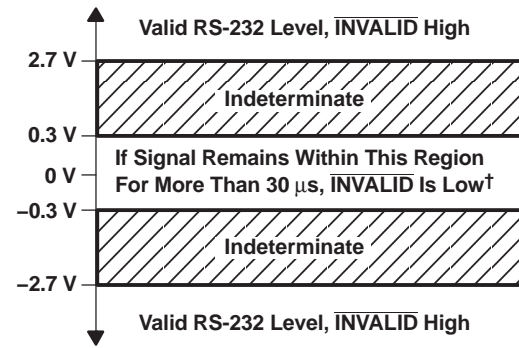 Valid RS-232 Level, INVALID High
2.7 V
Indeterminate
0.3 V
If Signal Remains Within This Region
0 V
For More Than 30 μs, INVALID Is Low†
–0.3 V
Indeterminate
–2.7 V
Valid RS-232 Level, INVALID High